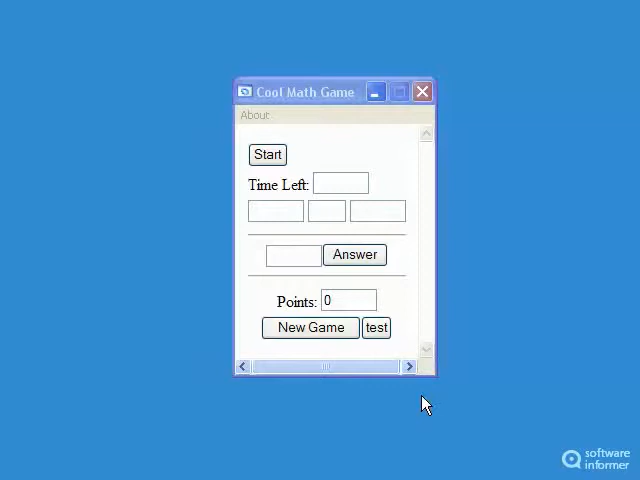 Cool Math Game
About
Start
Time Left:
Answer
Points: 0
New Game test
software
informer